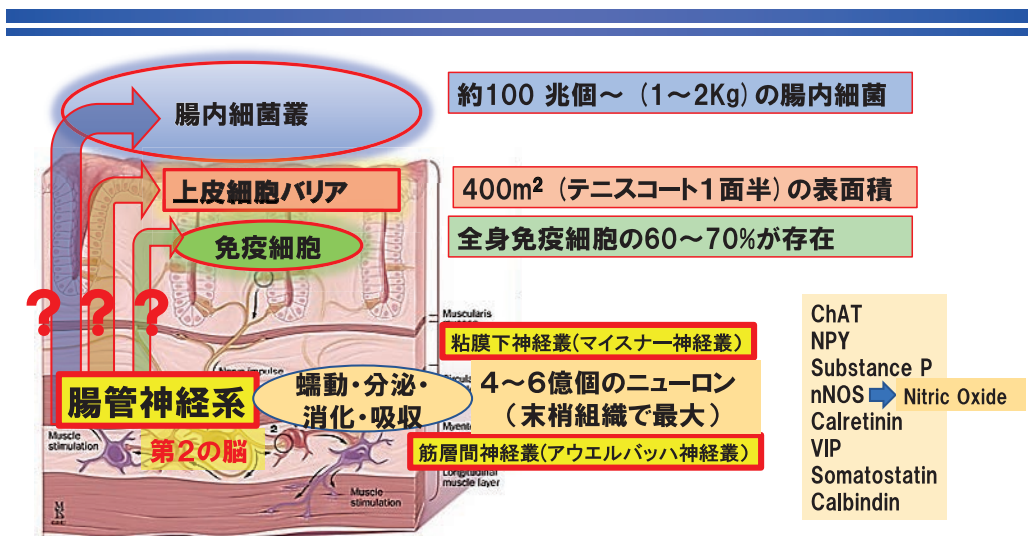 腸内細菌叢
約100 兆個～（1～2Kg）の腸内細菌
上皮細胞バリア
400m²（テニスコート1面半）の表面積
免疫細胞
全身免疫細胞の60～70%が存在
? ? ?
Muscularis
粘膜下神経叢(マイスナー神経叢)
腸管神経系
蠕動・分泌・
消化・吸収
4～6億個のニューロン
（末梢組織で最大）
Muscle
stimulation
第2の脳
2
筋層間神経叢(アウエルバッハ神経叢)
Longitudinal
muscle layer
Muscle
stimulation
ChAT
NPY
Substance P
nNOS
Nitric Oxide
Calretinin
VIP
Somatostatin
Calbindin